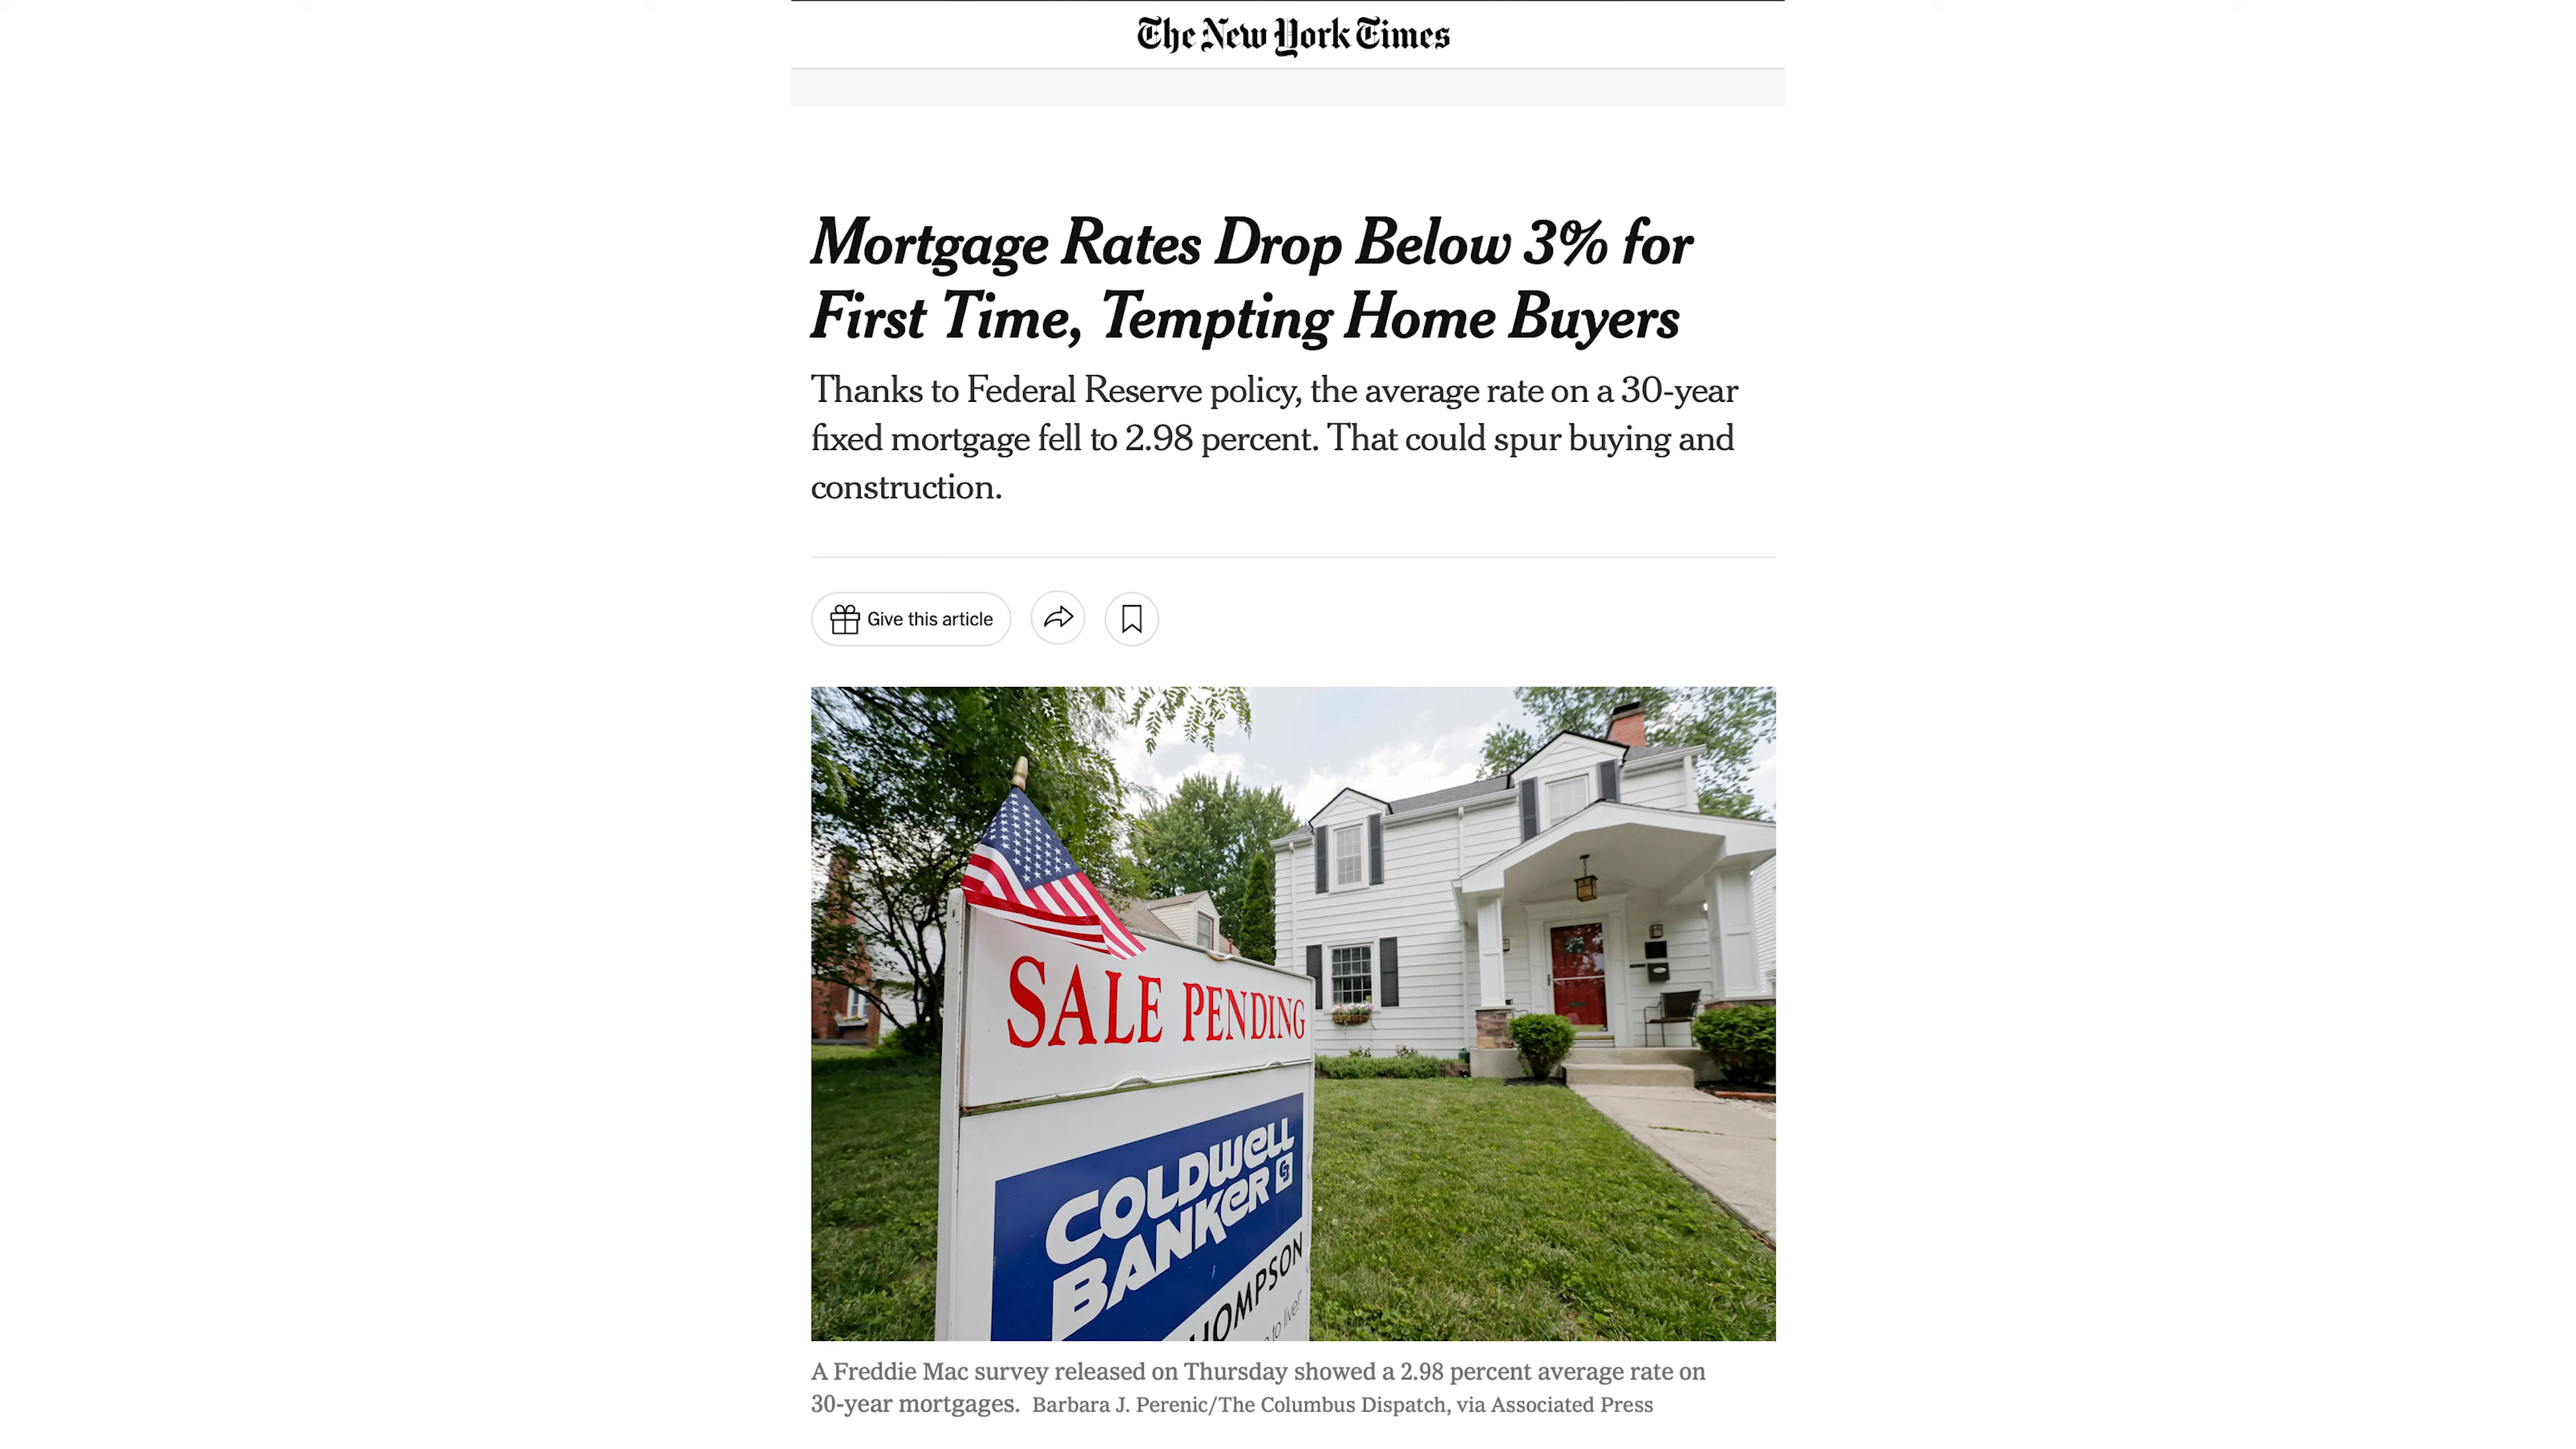 The New York Times
Mortgage Rates Drop Below 3% for
First Time, Tempting Home Buyers
Thanks to Federal Reserve policy, the average rate on a 30-year
fixed mortgage fell to 2.98 percent. That could spur buying and
construction.
Give this article
SALE PENDING
COLDWELL
BANKER
HOMPSON
to live!"
A Freddie Mac survey released on Thursday showed a 2.98 percent average rate on
30-year mortgages. Barbara J. Perenic/The Columbus Dispatch, via Associated Press